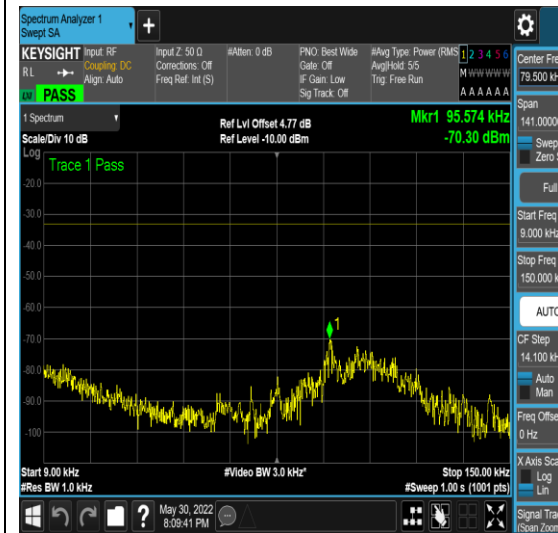 Spectrum Analyzer 1
Swept SA
KEYSIGHT
RL
PASS
Input: RF
Coupling: DC
Align: Auto
Input Z: 50 Ω
Corrections: Off
Freq Ref: Int (S)
#Atten: 0 dB
PNO: Best Wide
Gate: Off
IF Gain: Low
Sig Track: Off
#Avg Type: Power (RMS
Avg|Hold: 5/5
Trig: Free Run
1 2 3 4 5 6
M W W W W W
A A A A A A
1 Spectrum
Scale/Div 10 dB
Ref Lvl Offset 4.77 dB
Ref Level -10.00 dBm
Mkr1 95.574 kHz
-70.30 dBm
Log
Trace 1 Pass
-20.0
-30.0
-40.0
-50.0
-60.0
-70.0
-80.0
-90.0
-100
1
Start 9.00 kHz
#Res BW 1.0 kHz
#Video BW 3.0 kHz*
Stop 150.00 kHz
#Sweep 1.00 s (1001 pts)
May 30, 2022
8:09:41 PM
Center Fre
79.500 kH
Span
141.0000
Swep
Zero S
Full
Start Freq
9.000 kHz
Stop Freq
150.000 k
AUTO
CF Step
14.100 kH
Auto
Man
Freq Offse
0 Hz
X Axis Sca
Log
Lin
Signal Trac
(Span Zoom